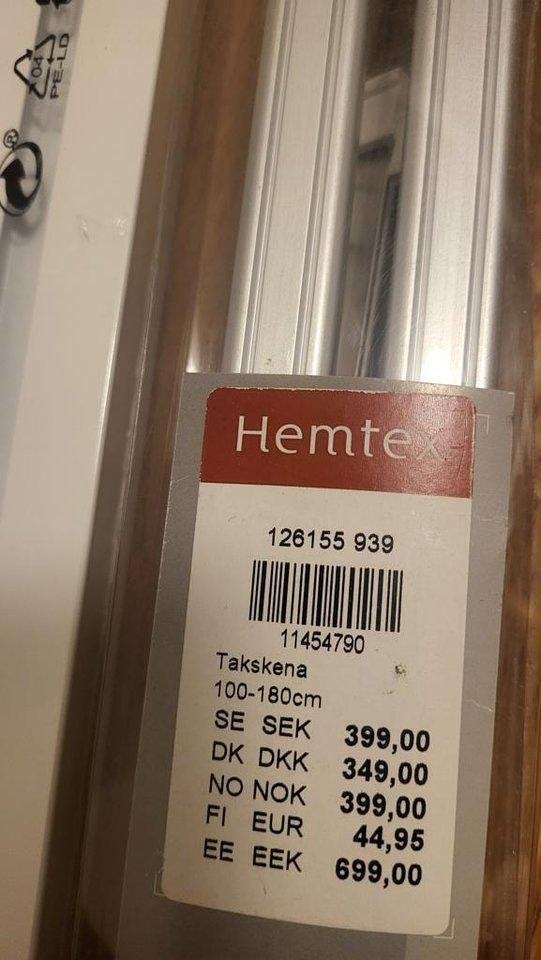 04
PE-LD
®
Hemtex
126155 939
11454790
Takskena
100-180cm
SE SEK 399,00
DK DKK 349,00
NO NOK 399,00
FI EUR 44,95
EE EEK 699,00